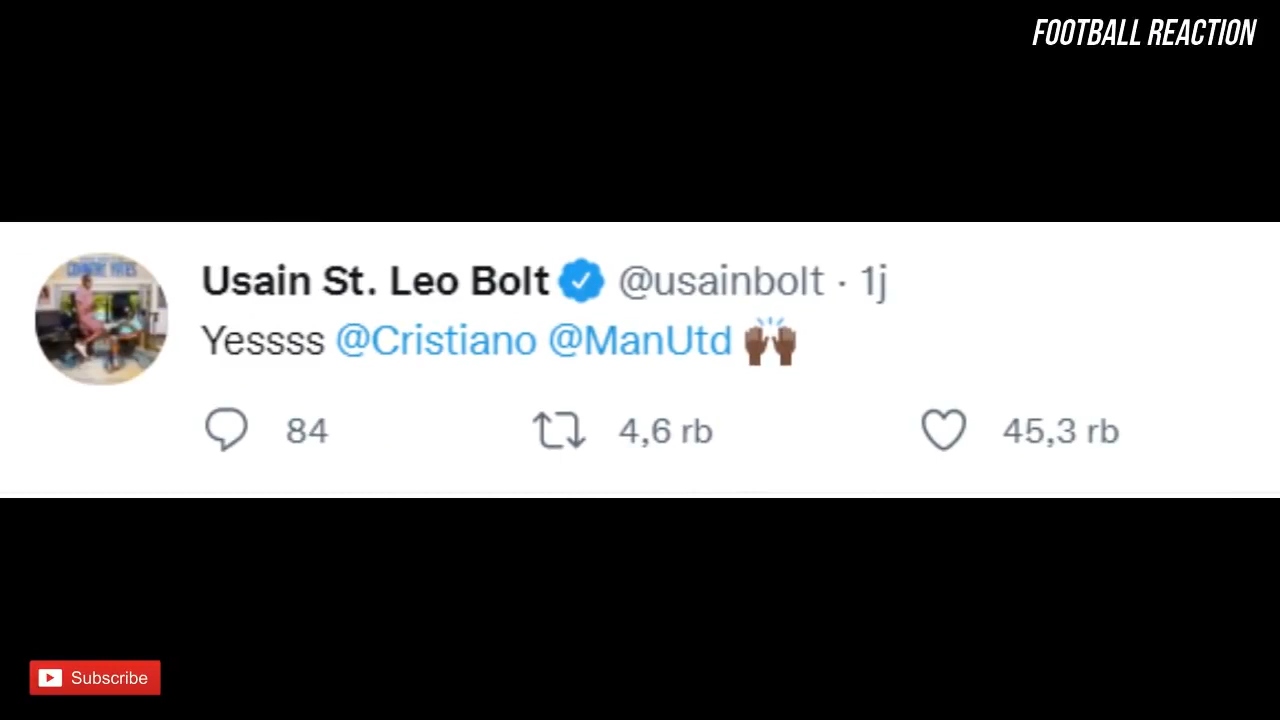 FOOTBALL REACTION
Usain St. Leo Bolt @usainbolt · 1j
Yessss @Cristiano @ManUtd 🙌🏾
84 4,6 rb 45,3 rb
Subscribe